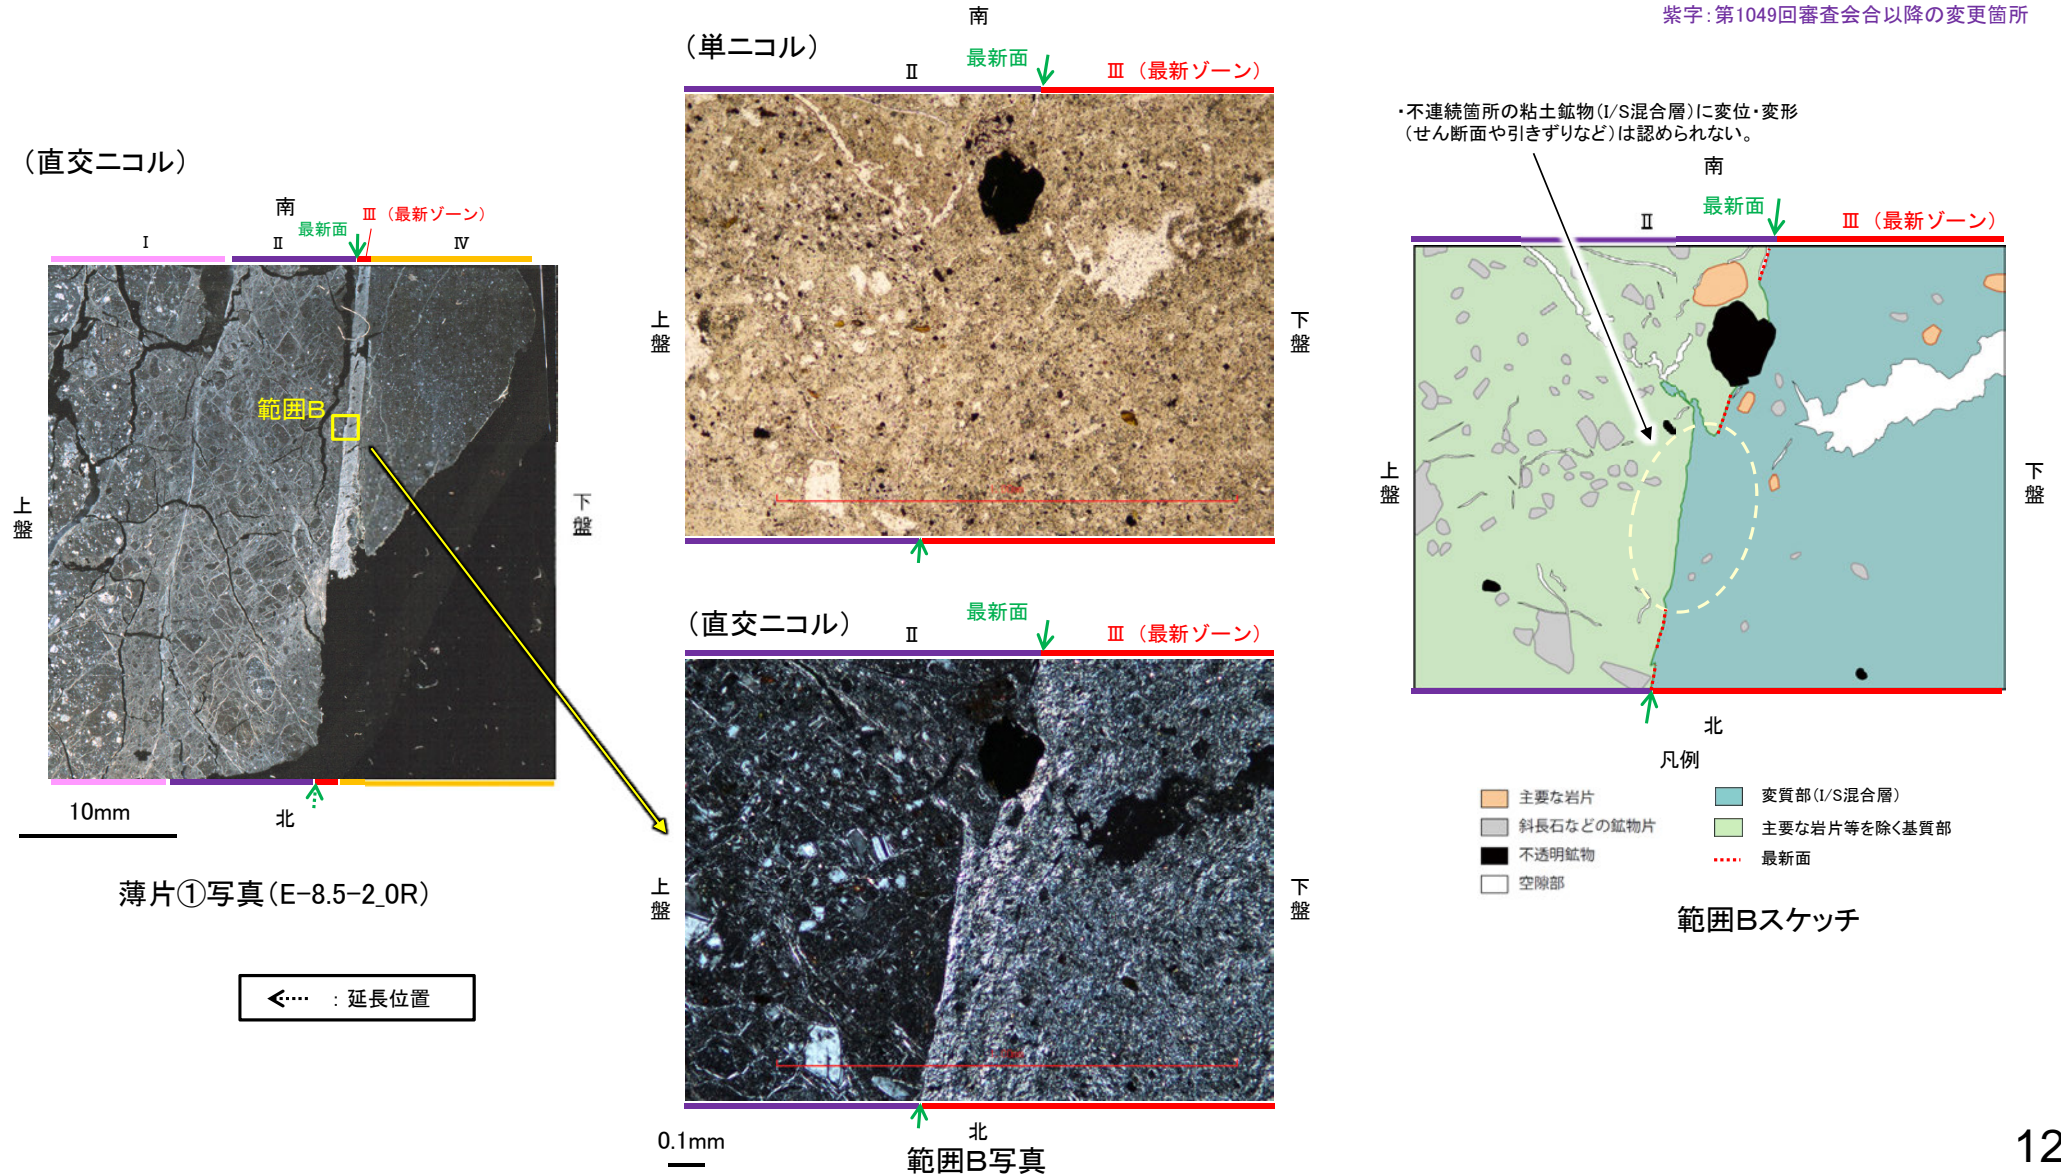 紫字：第1049回審査会合以降の変更箇所
（直交ニコル）
南
最新面
Ⅲ （最新ゾーン）
Ⅰ
Ⅱ
Ⅳ
範囲B
上盤
下盤
10mm
北
薄片①写真（E-8.5-2_0R）
：延長位置
南
（単ニコル）
Ⅱ
最新面
Ⅲ （最新ゾーン）
上盤
下盤
（直交ニコル）
Ⅱ
最新面
Ⅲ （最新ゾーン）
上盤
下盤
0.1mm
北
範囲B写真
・不連続箇所の粘土鉱物（I/S混合層）に変位・変形
（せん断面や引きずりなど）は認められない。
南
Ⅱ
最新面
Ⅲ （最新ゾーン）
上盤
下盤
北
凡例
主要な岩片
斜長石などの鉱物片
不透明鉱物
空隙部
変質部（I/S混合層）
主要な岩片等を除く基質部
最新面
範囲Bスケッチ
12